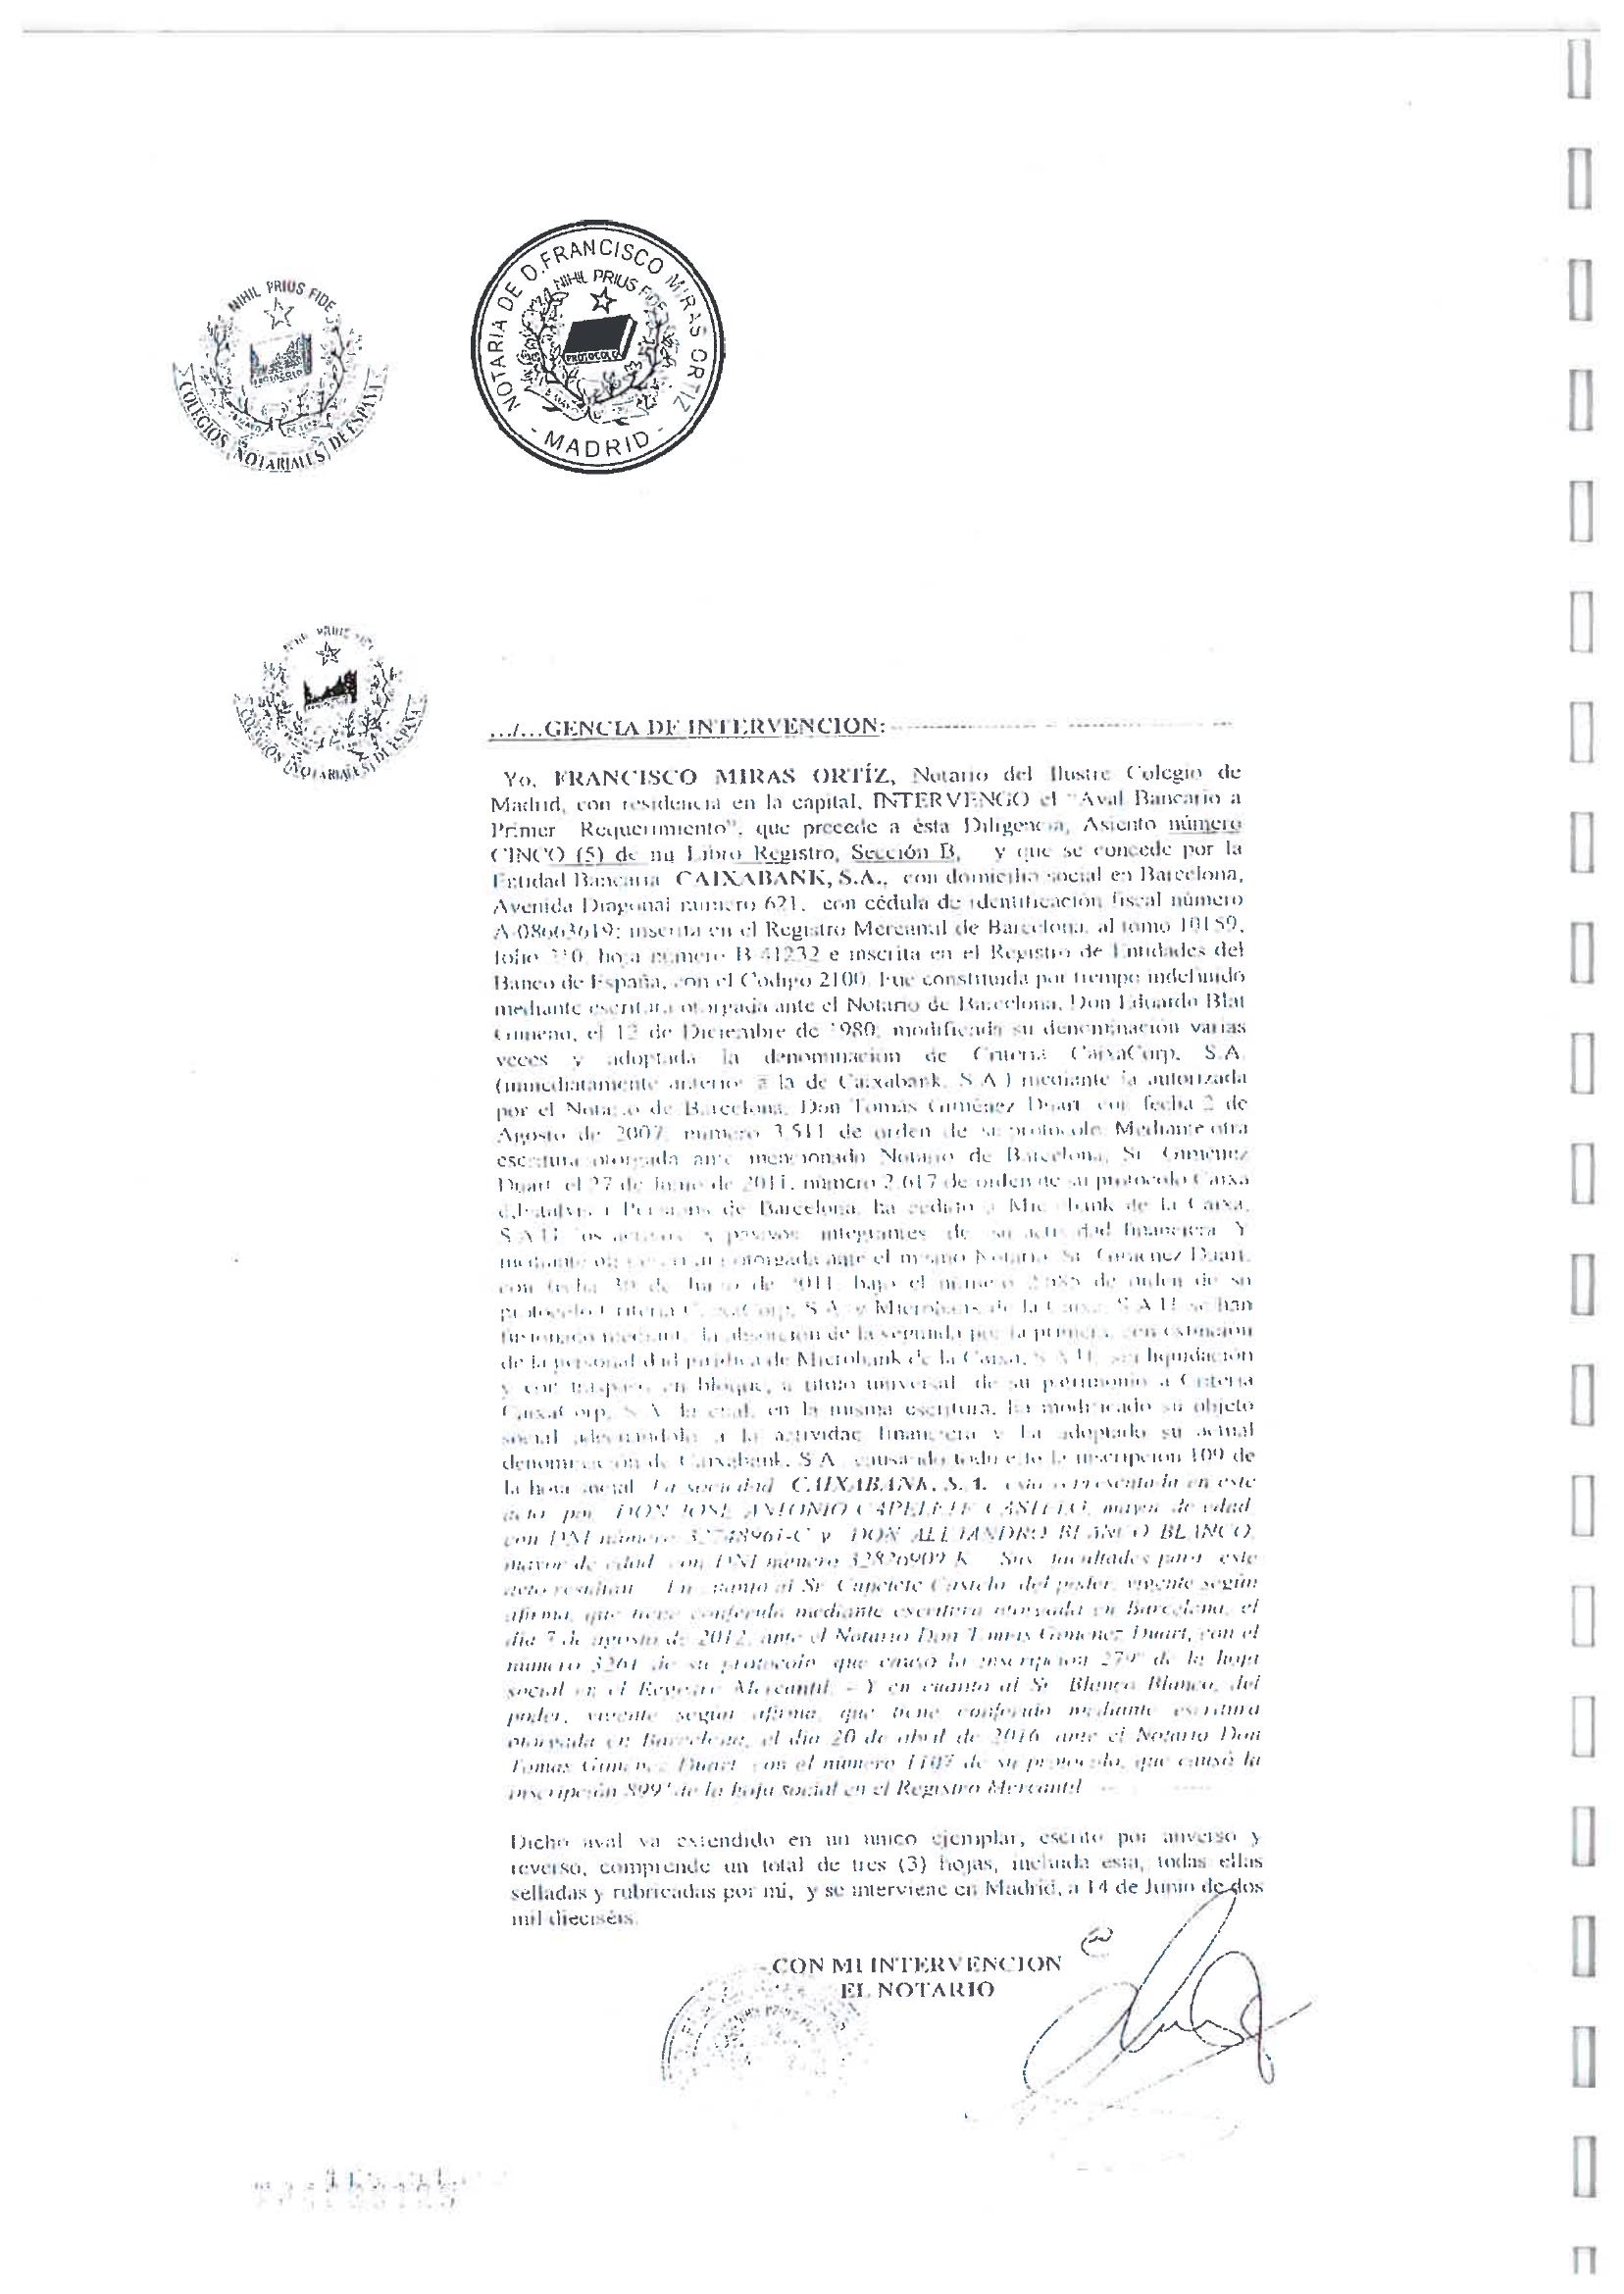 NIHIL PRIUS FIDE
COLEGIOS NOTARIALES DE ESPAÑA
NOTARIA DE D.FRANCISCO MIRAS ORTIZ
NIHIL PRIUS FIDE
PROTOCOLO
- MADRID -
COLEGIOS NOTARIALES DE ESPAÑA
.../...GENCIA DE INTERVENCION:
Yo, FRANCISCO MIRAS ORTÍZ, Notario del Ilustre Colegio de
Madrid, con residencia en la capital, INTERVENGO el "Aval Bancario a
Primer Requerimiento", que precede a ésta Diligencia, Asiento número
CINCO (5) de mi Libro Registro, Sección B, y que se concede por la
Entidad Bancaria CAIXABANK, S.A., con domicilio social en Barcelona,
Avenida Diagonal número 621, con cédula de identificación fiscal número
A-08663619; inscrita en el Registro Mercantil de Barcelona, al tomo 10159,
folio hoja número B-41232 e inscrita en el Registro de Entidades del
Banco de España, con el Código 2100. Fue constituida por tiempo indefinido
mediante escritura otorgada ante el Notario de Barcelona, Don Eduardo Blat
Gimeno, el 12 de Diciembre de 1980, modificada su denominación varias
veces y adoptada la denominación de Criteria CaixaCorp, S.A.
(inmediatamente anterior a la de Caixabank, S.A.) mediante la autorizada
por el Notario de Barcelona, Don Tomás Giménez Duart, con fecha 2 de
Agosto de 2007, número 3.511 de orden de su protocolo. Mediante otra
escritura otorgada ante mencionado Notario de Barcelona, Sr. Giménez
Duart, el 27 de Junio de 2011, número 2.617 de orden de su protocolo Caixa
d'Estalvis i Pensions de Barcelona, ha cedido a Microbank de la Caixa,
S.A.U. los activos y pasivos integrantes de su actividad financiera. Y
mediante otra escritura otorgada ante el mismo Notario, Sr. Giménez Duart,
con fecha 30 de Junio de 2011, bajo el número 2.685 de orden de su
protocolo Criteria CaixaCorp, S.A. y Microbank de la Caixa, S.A.U. se han
fusionado mediante la absorción de la segunda por la primera, con extinción
de la personalidad jurídica de Microbank de la Caixa, S.A.U. sin liquidación
y con traspaso en bloque, a título universal de su patrimonio a Criteria
CaixaCorp, S.A. la cual, en la misma escritura, ha modificado su objeto
social adecuándolo a la actividad financiera y ha adoptado su actual
denominación de Caixabank, S.A. causando todo ello la inscripción 109 de
la hoja social. La sociedad CAIXABANK, S.A. está representada en este
acto por DON JOSE ANTONIO CAPELETE CASTELO, mayor de edad,
con DNI número 32748961-C y DON ALEJANDRO BLANCO BLANCO,
mayor de edad, con DNI número 32826909-K. Sus facultades para este
acto resultan: En cuanto al Sr. Capelete Castelo, del poder, vigente según
afirma, que tiene conferido mediante escritura otorgada en Barcelona, el
día 7 de agosto de 2012, ante el Notario Don Tomás Giménez Duart, con el
número 3261 de su protocolo, que causó la inscripción 279ª de la hoja
social en el Registro Mercantil. - Y en cuanto al Sr. Blanco Blanco, del
poder, vigente según afirma, que tiene conferido mediante escritura
otorgada en Barcelona, el día 20 de abril de 2016, ante el Notario Don
Tomás Giménez Duart, con el número 1107 de su protocolo, que causó la
inscripción 899ª de la hoja social en el Registro Mercantil
Dicho aval va extendido en un único ejemplar, escrito por anverso y
reverso, comprende un total de tres (3) hojas, incluida esta, todas ellas
selladas y rubricadas por mi, y se interviene en Madrid, a 14 de Junio de dos
mil dieciséis.
CON MI INTERVENCION
EL NOTARIO